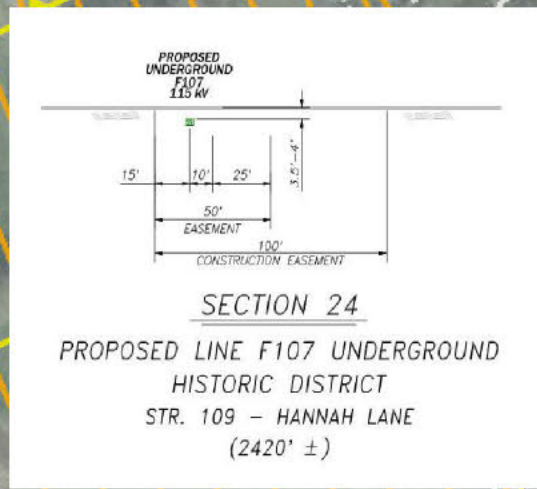 PROPOSED
UNDERGROUND
F107
115 kV
3.5'-4'
15'
10'
25'
50'
EASEMENT
100'
CONSTRUCTION EASEMENT
SECTION 24
PROPOSED LINE F107 UNDERGROUND
HISTORIC DISTRICT
STR. 109 - HANNAH LANE
(2420' ±)